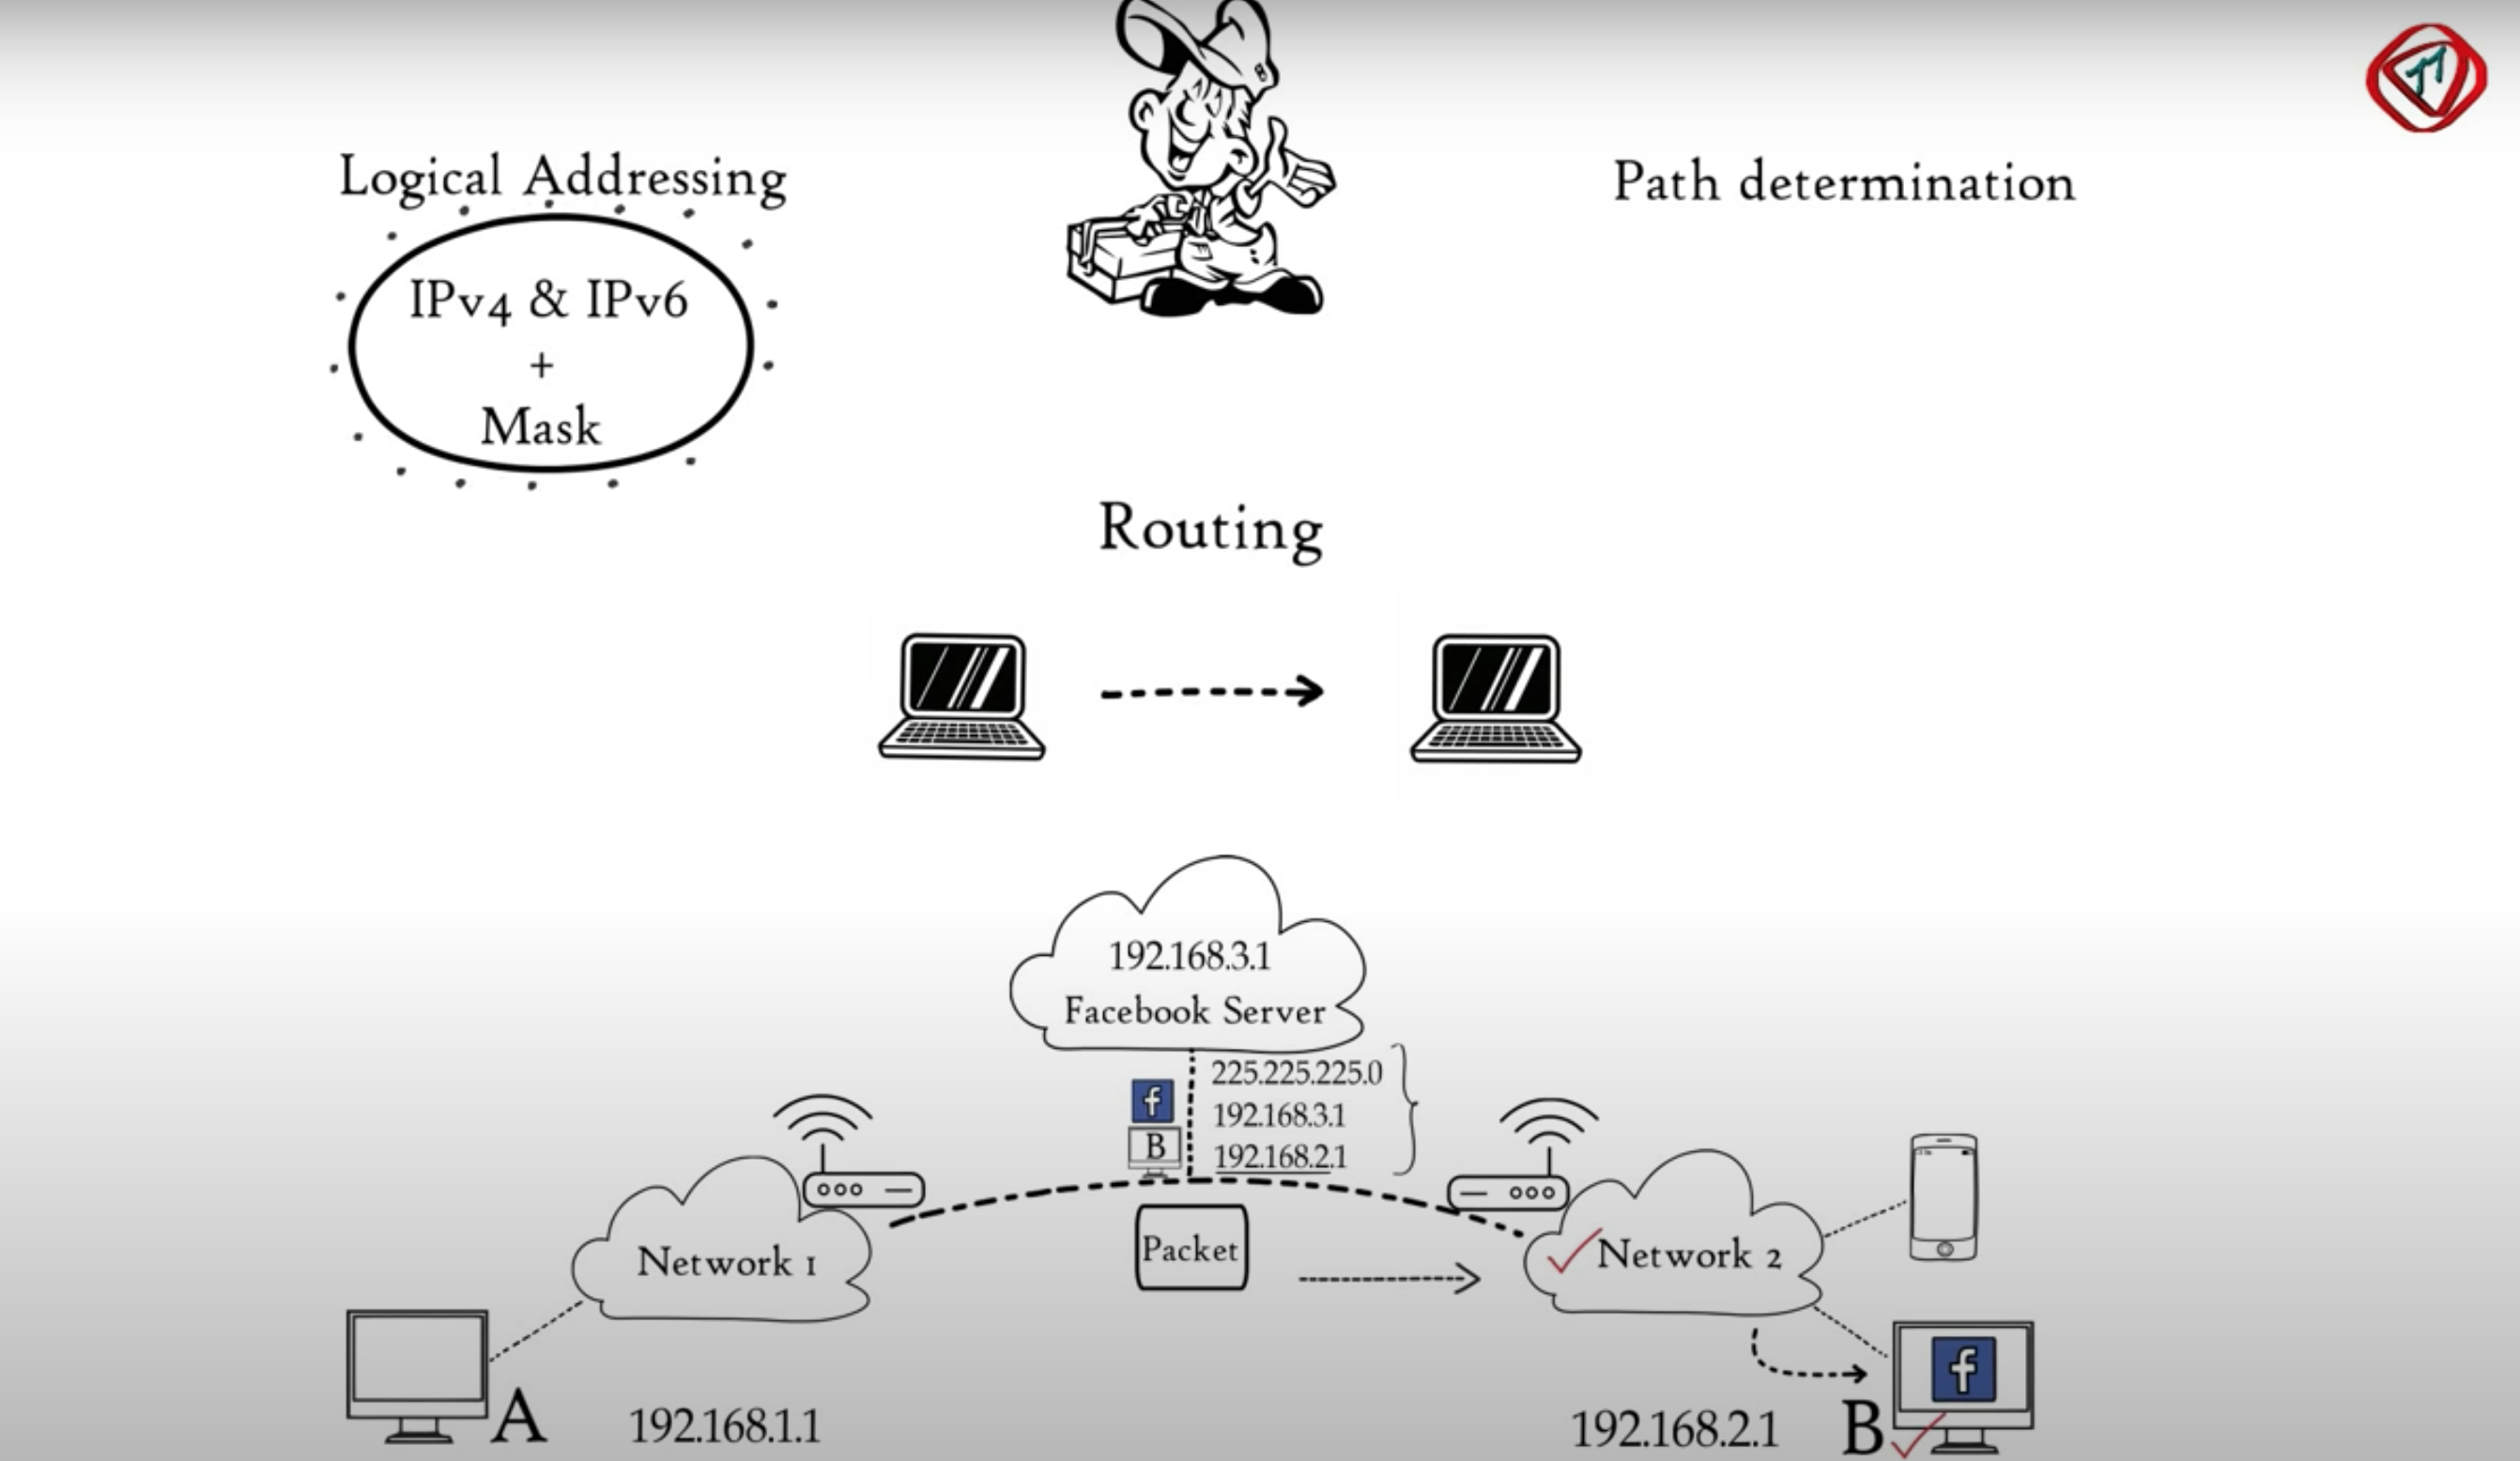 Logical Addressing
Path determination
IPv4 & IPv6
+
Mask
Routing
192.168.3.1
Facebook Server
225.225.225.0
f
192.168.3.1
B
192.168.2.1
Network 1
Packet
Network 2
f
A
192.168.1.1
192.168.2.1
B